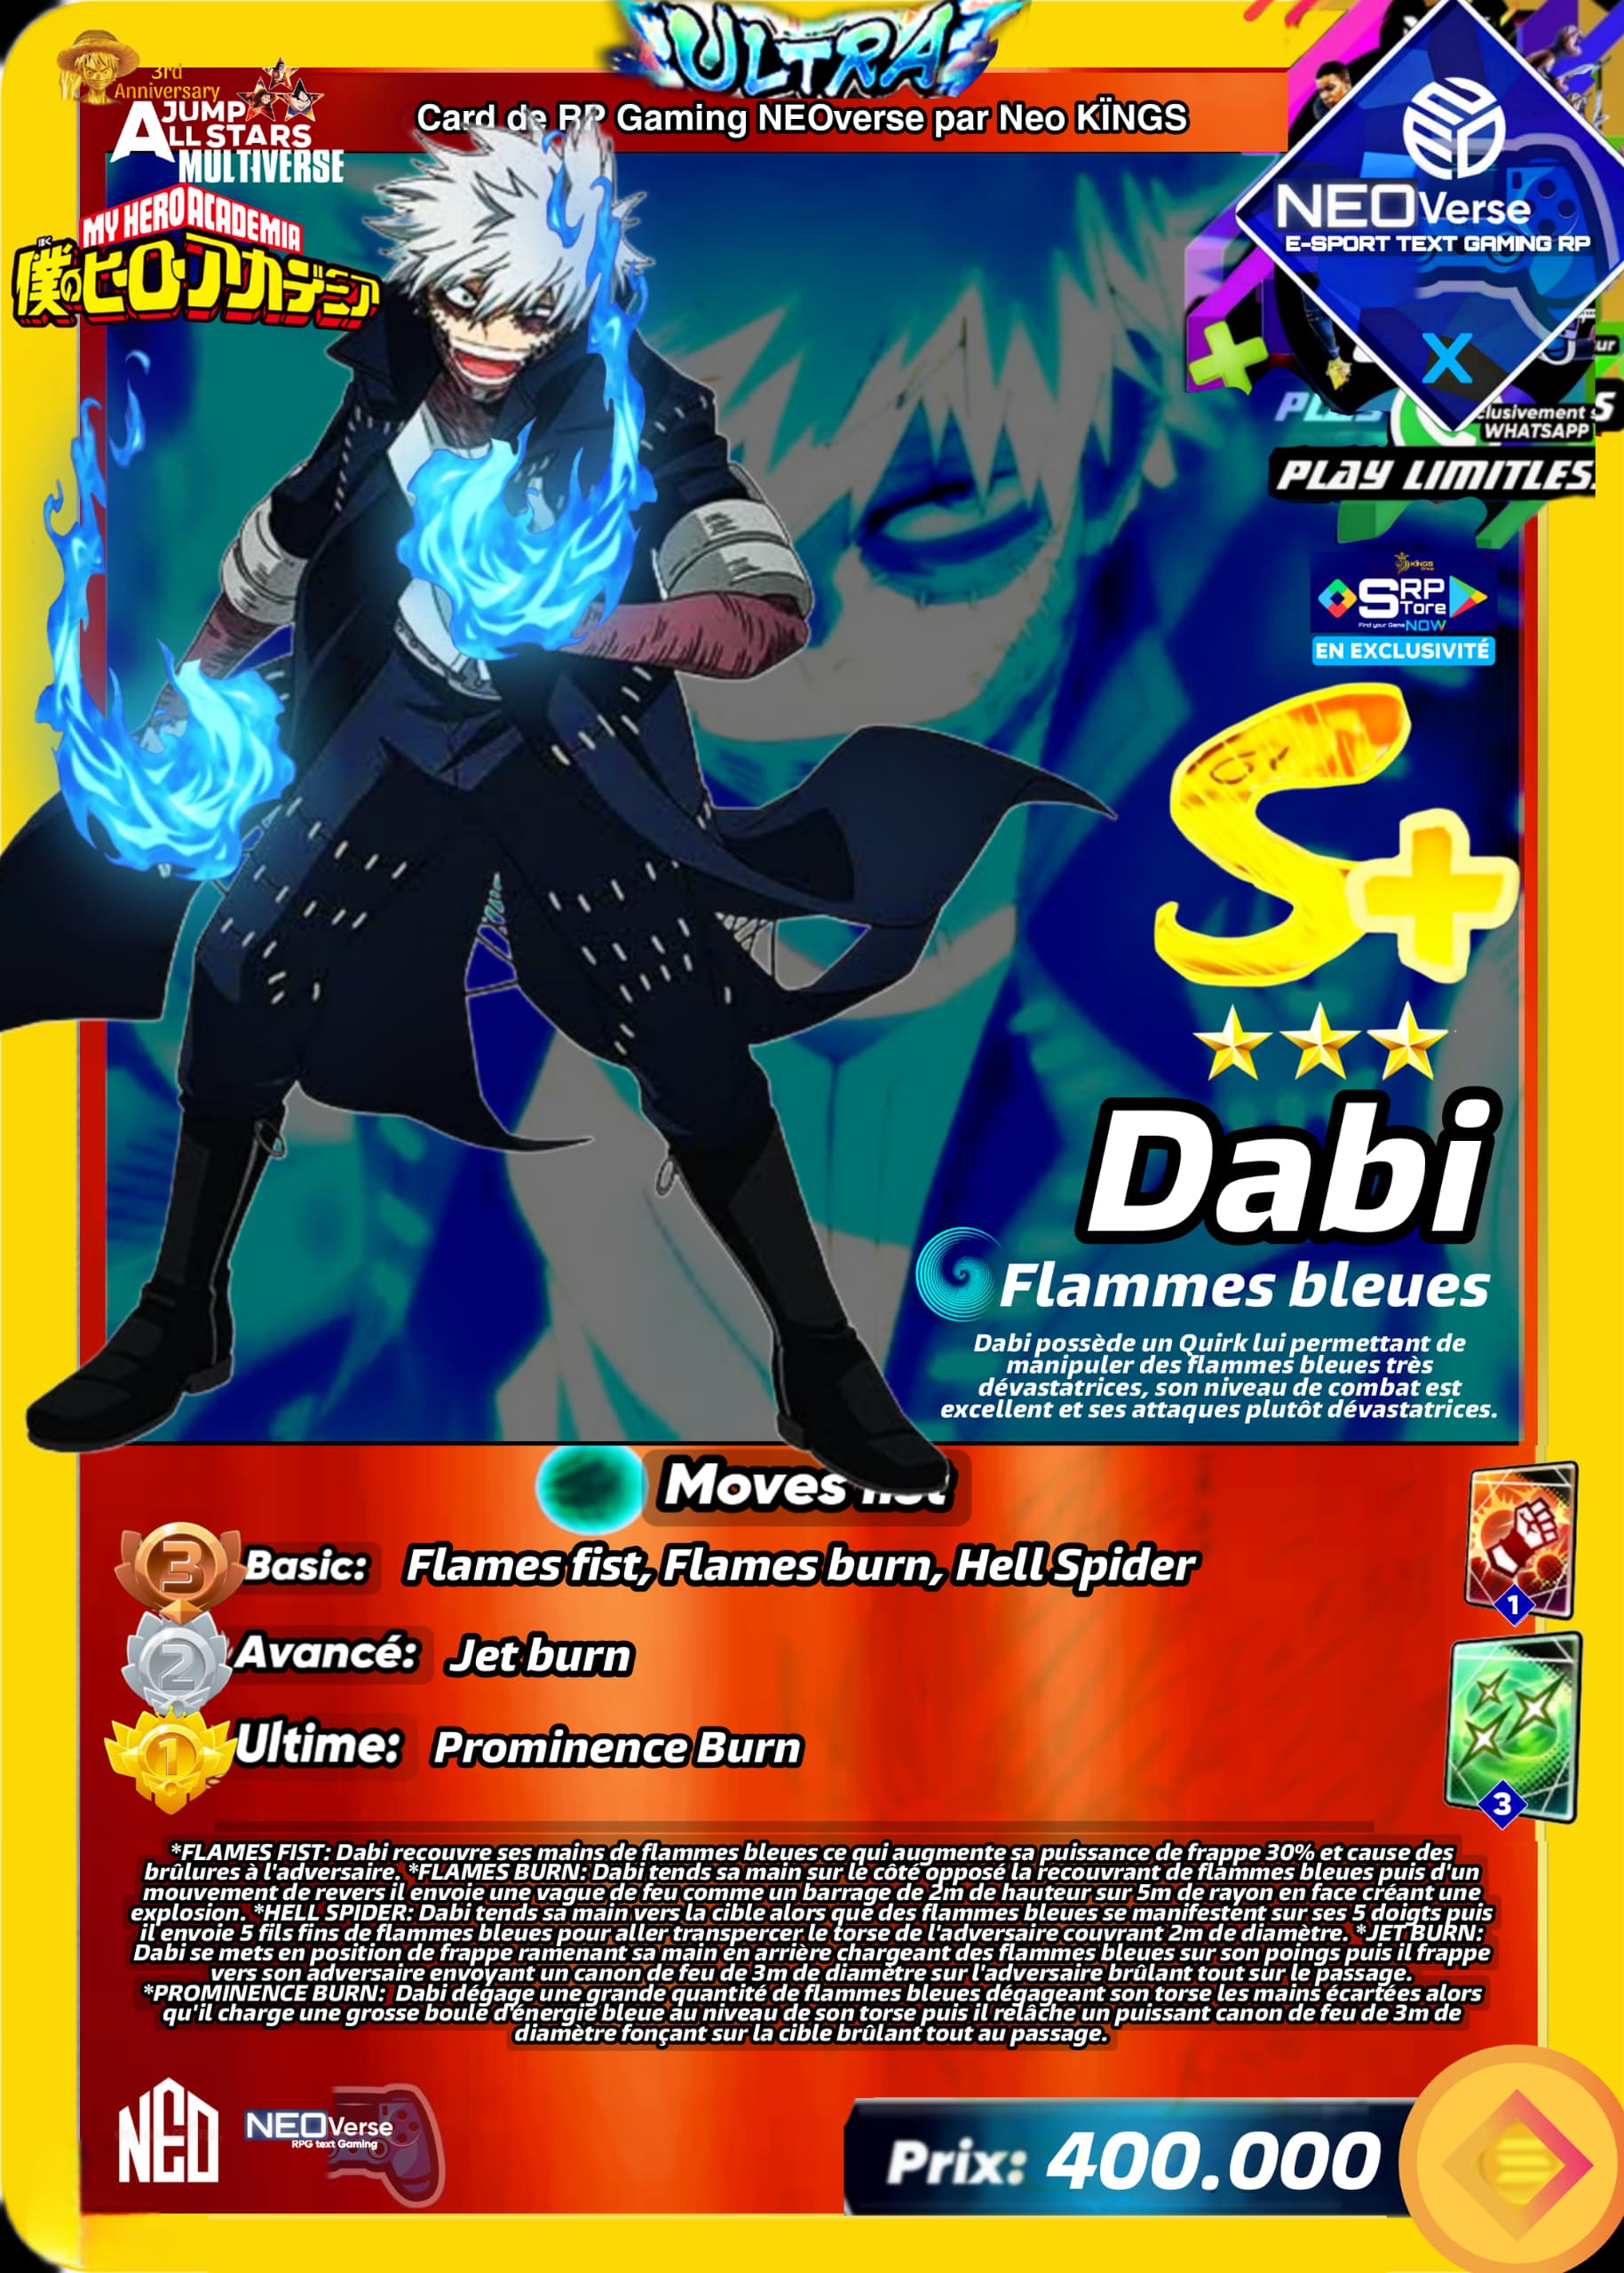 ULTRA
3rd
Anniversary
JUMP
ALL STARS
MULTIVERSE
Card de RP Gaming NEOverse par Neo KÏNGS
MY HERO ACADEMIA
僕のヒーローアカデミア
NEOVerse
E-SPORT TEXT GAMING RP
X
ur
clusivement
WHATSAPP
PLAY LIMITLES
KINGS
SRP
Tore
Find your Game NOW
EN EXCLUSIVITÉ
S+
Dabi
Flammes bleues
Dabi possède un Quirk lui permettant de
manipuler des flammes bleues très
dévastatrices, son niveau de combat est
excellent et ses attaques plutôt dévastatrices.
Moves list
3 Basic: Flames fist, Flames burn, Hell Spider
1
2 Avancé: Jet burn
1 Ultime: Prominence Burn
3
*FLAMES FIST: Dabi recouvre ses mains de flammes bleues ce qui augmente sa puissance de frappe 30% et cause des
brûlures à l'adversaire. *FLAMES BURN: Dabi tends sa main sur le côté opposé la recouvrant de flammes bleues puis d'un
mouvement de revers il envoie une vague de feu comme un barrage de 2m de hauteur sur 5m de rayon en face créant une
explosion. *HELL SPIDER: Dabi tends sa main vers la cible alors que des flammes bleues se manifestent sur ses 5 doigts puis
il envoie 5 fils fins de flammes bleues pour aller transpercer le torse de l'adversaire couvrant 2m de diamètre. *JET BURN:
Dabi se mets en position de frappe ramenant sa main en arrière chargeant des flammes bleues sur son poings puis il frappe
vers son adversaire envoyant un canon de feu de 3m de diamètre sur l'adversaire brûlant tout sur le passage.
*PROMINENCE BURN: Dabi dégage une grande quantité de flammes bleues dégageant son torse les mains écartées alors
qu'il charge une grosse boule d'énergie bleue au niveau de son torse puis il relâche un puissant canon de feu de 3m de
diamètre fonçant sur la cible brûlant tout au passage.
NEO
NEOVerse
RPG text Gaming
Prix: 400.000